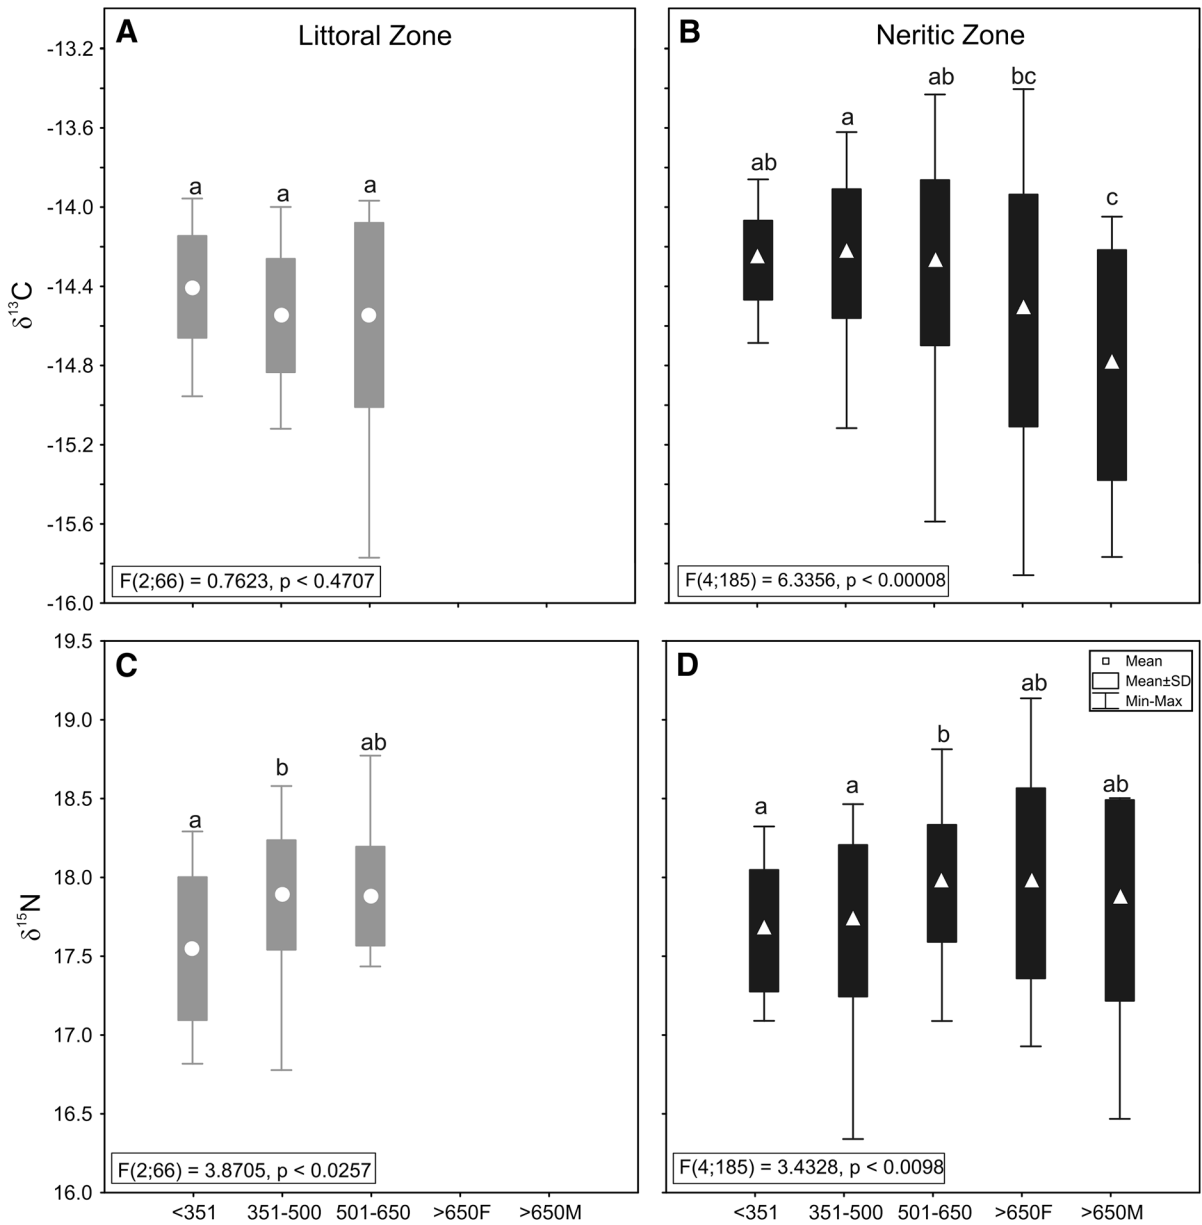 A
Littoral Zone
B
Neritic Zone
-13.2
-13.6
-14.0
-14.4
-14.8
-15.2
-15.6
-16.0
δ13C
a
a
a
ab
a
ab
bc
c
F(2;66) = 0.7623, p < 0.4707
F(4;185) = 6.3356, p < 0.00008
C
D
19.5
19.0
18.5
18.0
17.5
17.0
16.5
16.0
δ15N
Mean
Mean±SD
Min-Max
a
b
ab
a
a
b
ab
ab
F(2;66) = 3.8705, p < 0.0257
F(4;185) = 3.4328, p < 0.0098
<351 351-500 501-650 >650F >650M
<351 351-500 501-650 >650F >650M